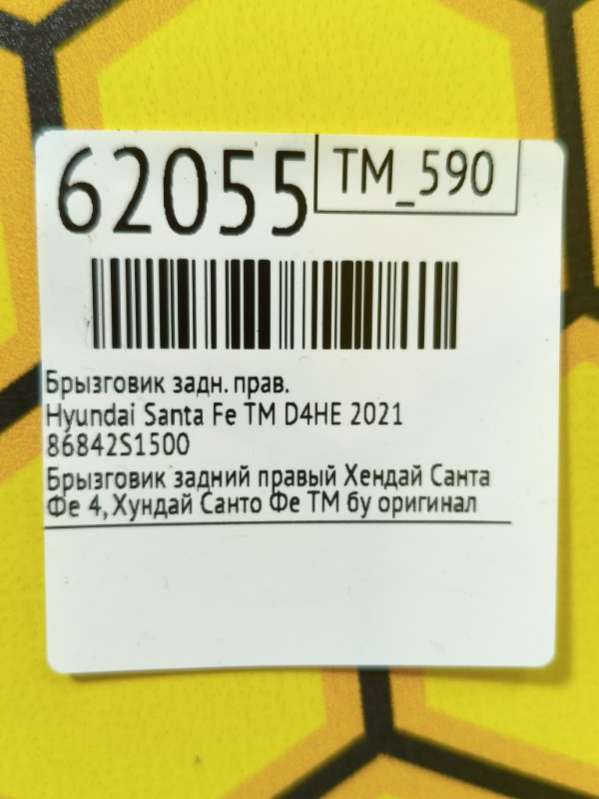 62055
TM_590
Брызговик задн. прав.
Hyundai Santa Fe TM D4HE 2021
86842S1500
Брызговик задний правый Хендай Санта
Фе 4, Хундай Санто Фе ТМ бу оригинал